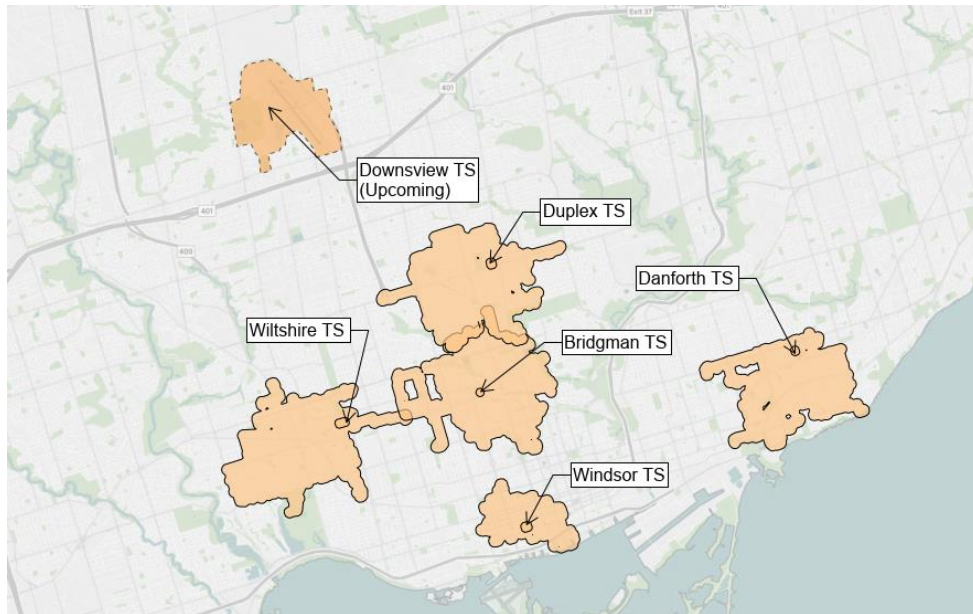 Exit 37
401
Downsview TS
(Upcoming)
401
400
Duplex TS
Danforth TS
Wiltshire TS
Bridgman TS
Windsor TS